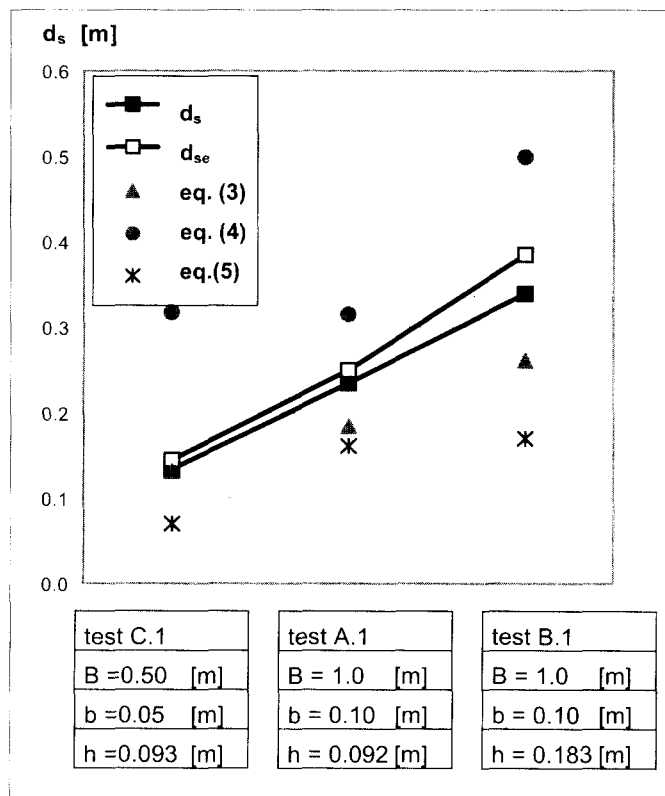 dₛ [m]
0.6
0.5
0.4
0.3
0.2
0.1
0.0
dₛ
dₛₑ
eq. (3)
eq. (4)
eq.(5)
test C.1
B =0.50 [m]
b =0.05 [m]
h =0.093 [m]
test A.1
B = 1.0 [m]
b = 0.10 [m]
h = 0.092 [m]
test B.1
B = 1.0 [m]
b = 0.10 [m]
h = 0.183 [m]